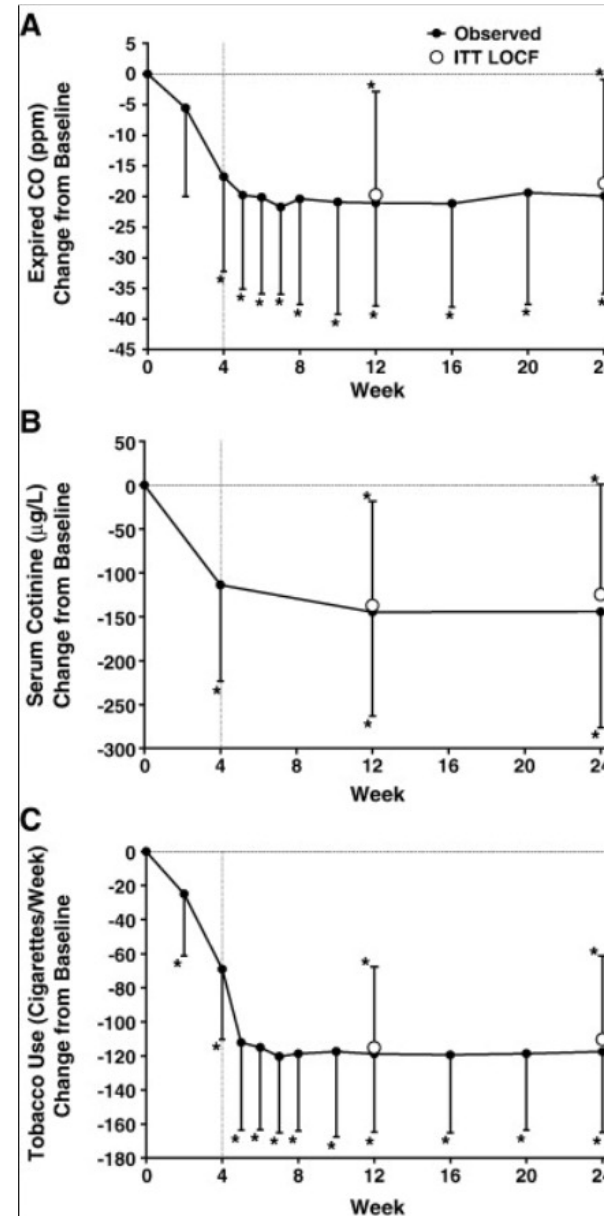 A
Observed
ITT LOCF
Expired CO (ppm)
Change from Baseline
5
0
-5
-10
-15
-20
-25
-30
-35
-40
-45
* * * * * * * * * * * * *
0 4 8 12 16 20
Week
B
Serum Cotinine (µg/L)
Change from Baseline
50
0
-50
-100
-150
-200
-250
-300
* * * * *
0 4 8 12 16 20 24
Week
C
Tobacco Use (Cigarettes/Week)
Change from Baseline
0
-20
-40
-60
-80
-100
-120
-140
-160
-180
* * * * * * * * * * * * * *
0 4 8 12 16 20
Week